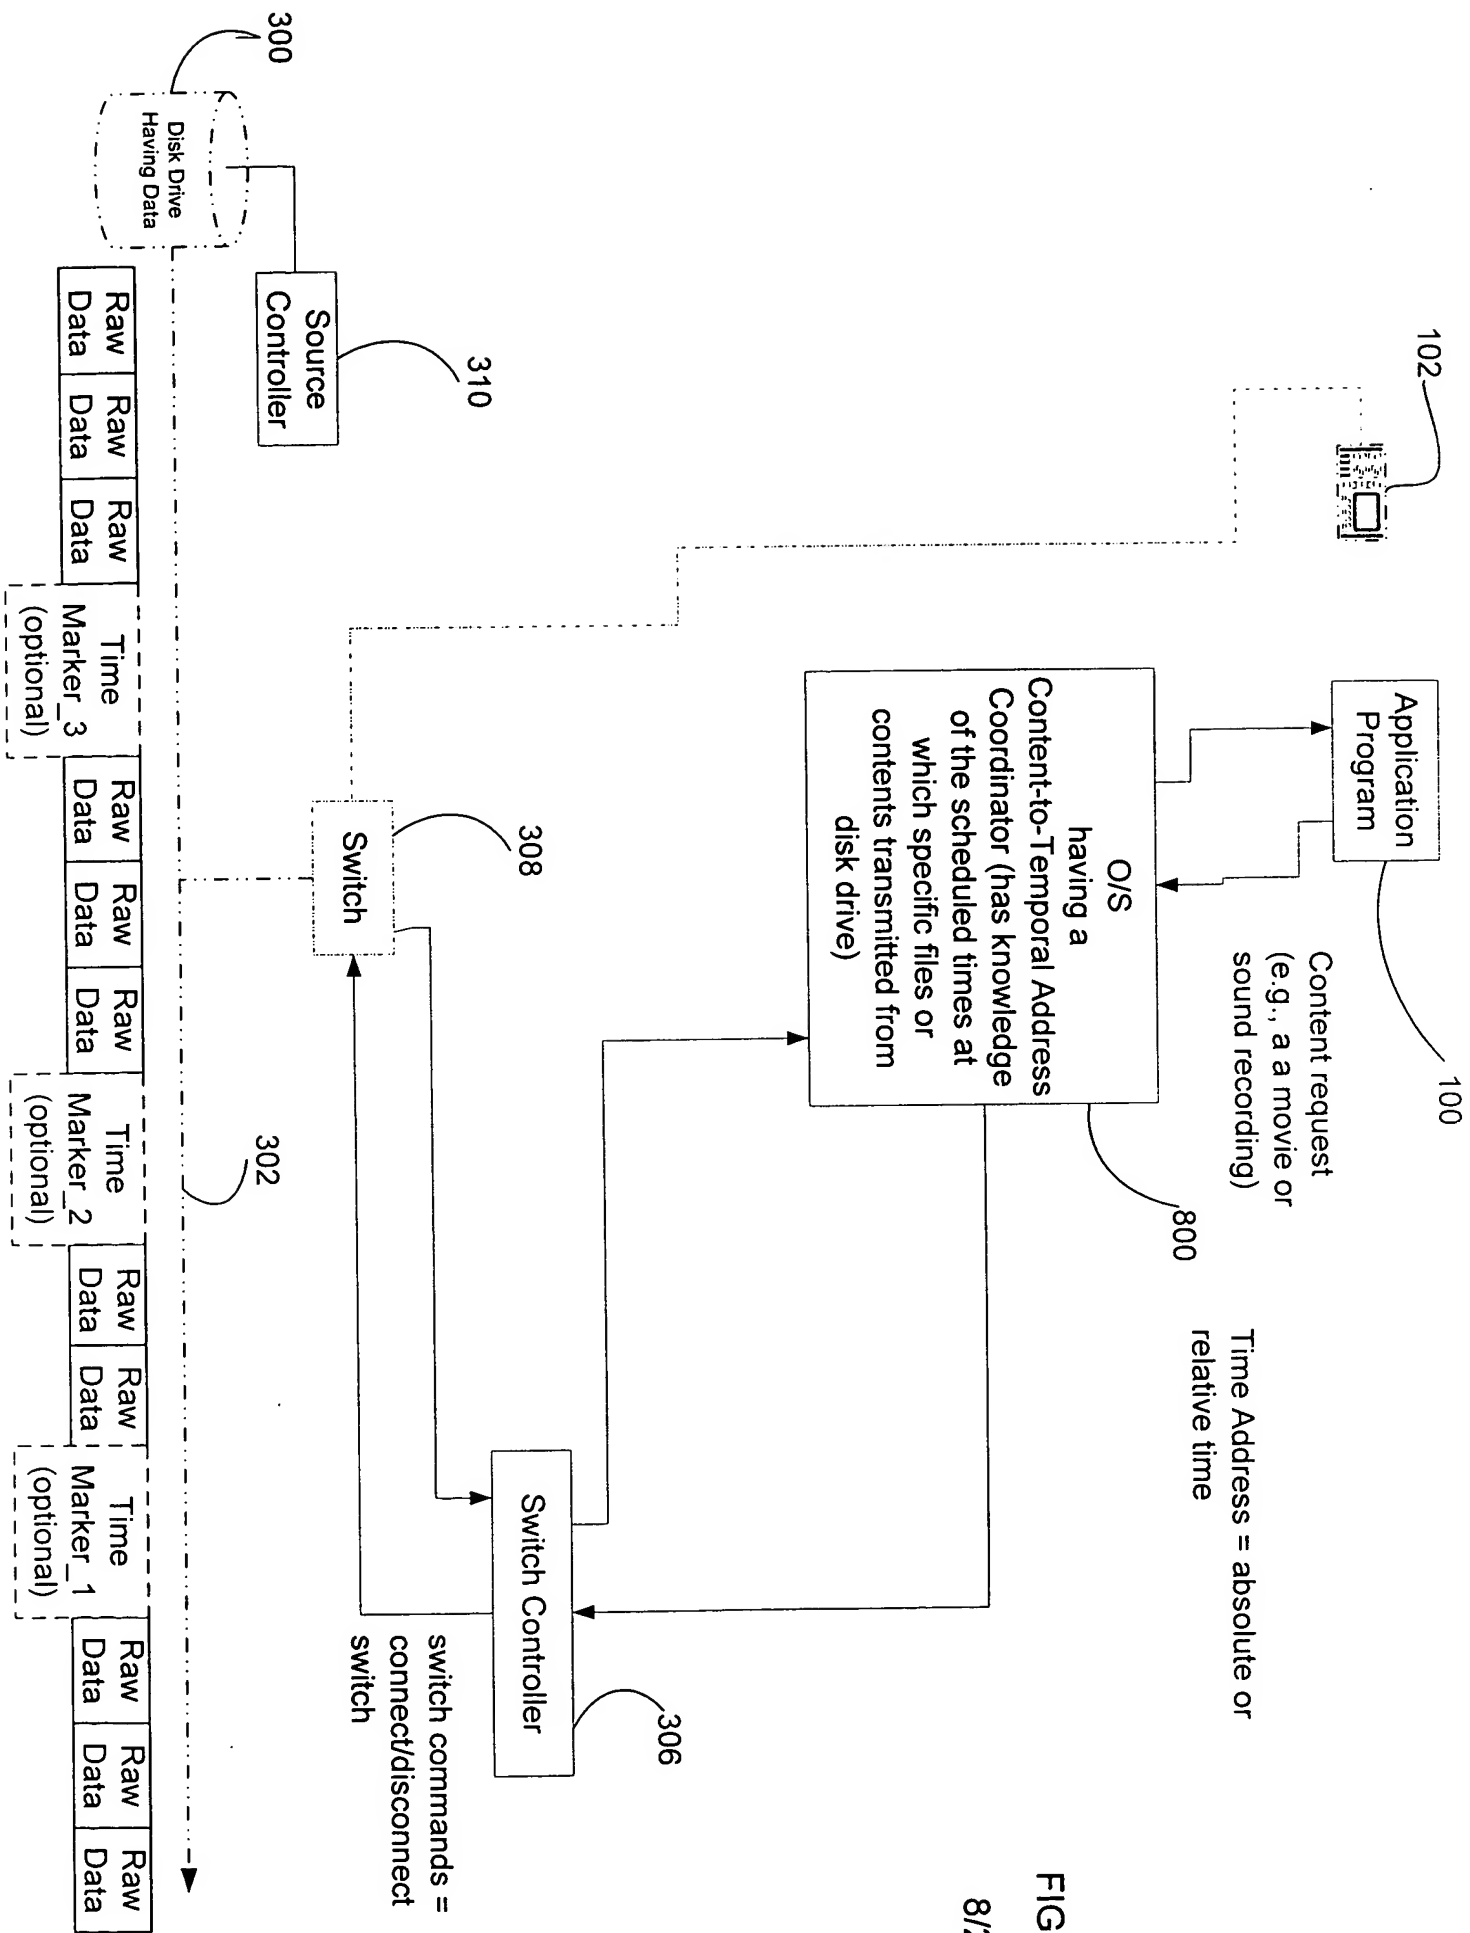 FIG
8/2
102
Application
Program
100
Content request
(e.g., a a movie or
sound recording)
O/S
having a
Content-to-Temporal Address
Coordinator (has knowledge
of the scheduled times at
which specific files or
contents transmitted from
disk drive)
800
Time Address = absolute or
relative time
300
Disk Drive
Having Data
310
Source
Controller
308
Switch
Switch Controller
306
switch commands =
connect/disconnect
switch
302
Raw
Data
Raw
Data
Raw
Data
Time
Marker_3
(optional)
Raw
Data
Raw
Data
Raw
Data
Time
Marker_2
(optional)
Raw
Data
Raw
Data
Time
Marker_1
(optional)
Raw
Data
Raw
Data
Raw
Data